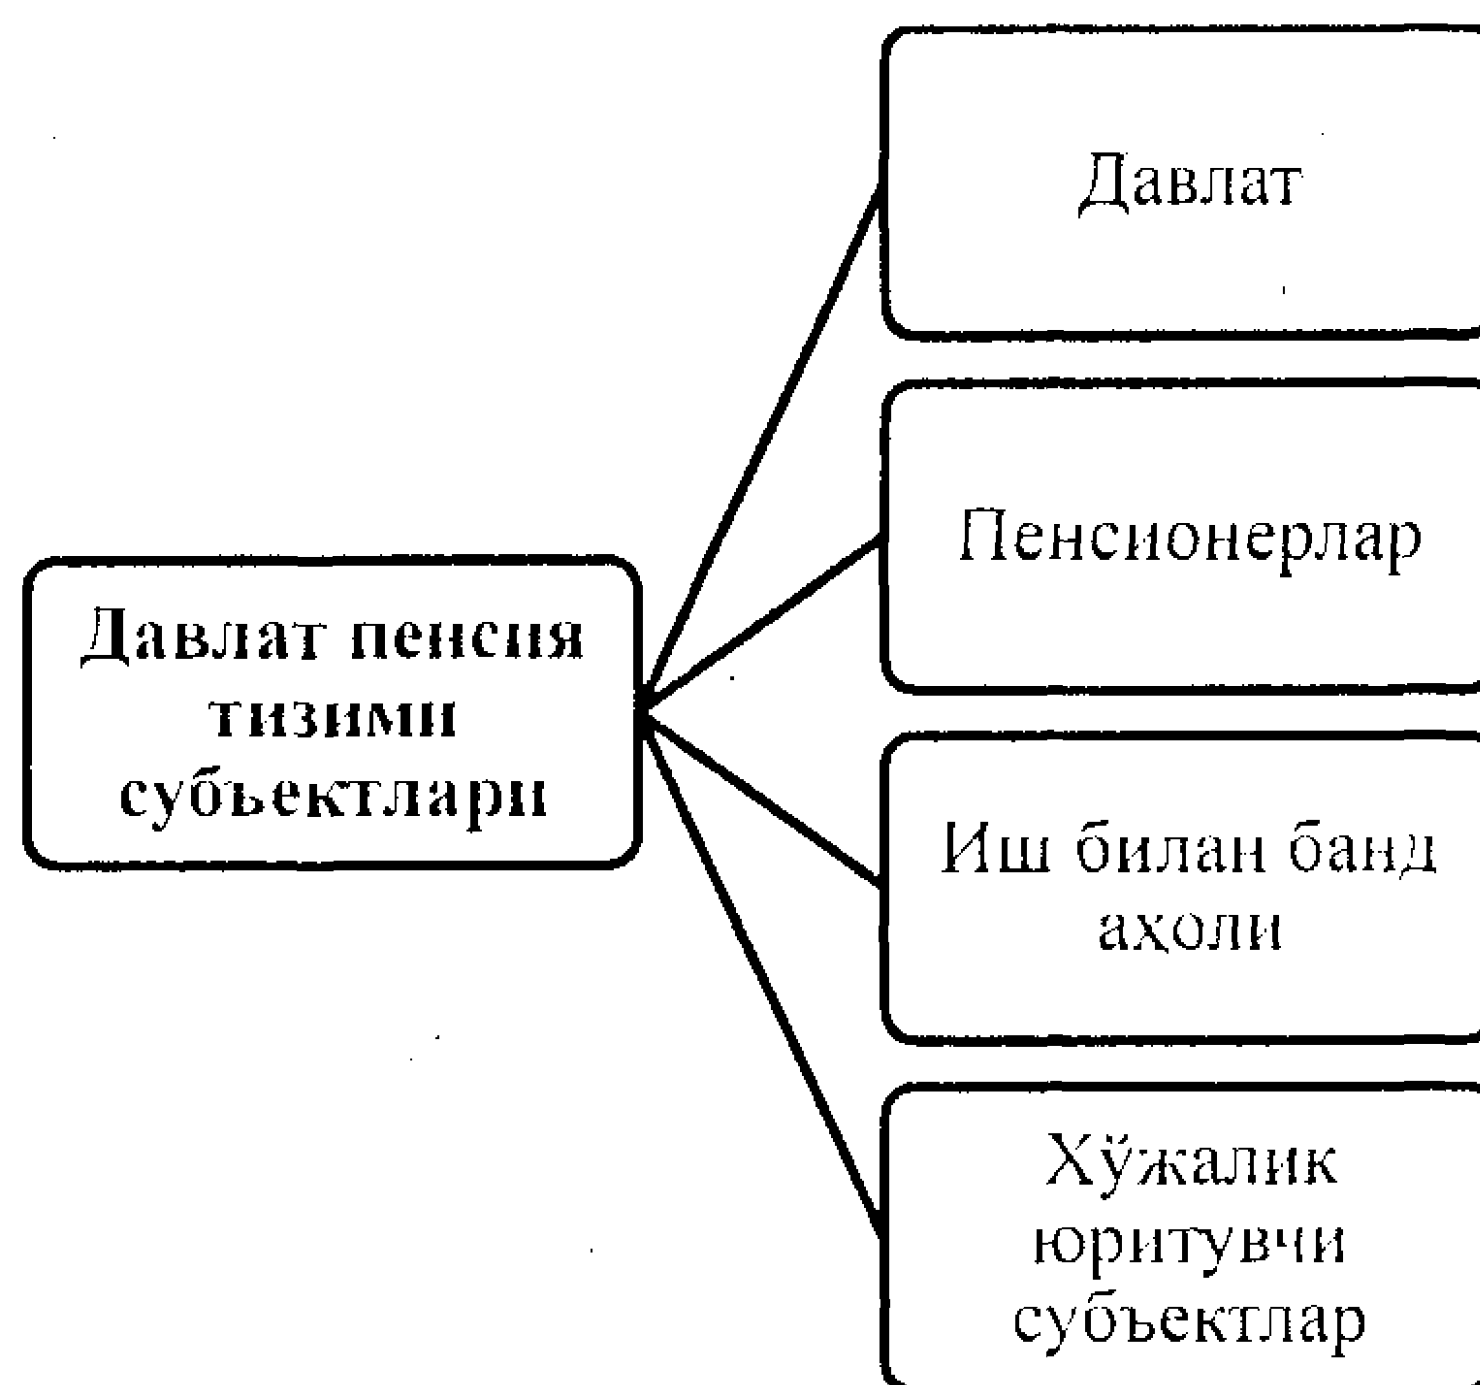 Давлат
Пенсионерлар
Давлат пенсия
тизими
субъектлари
Иш билан банд
аҳоли
Хўжалик
юритувчи
субъектлар